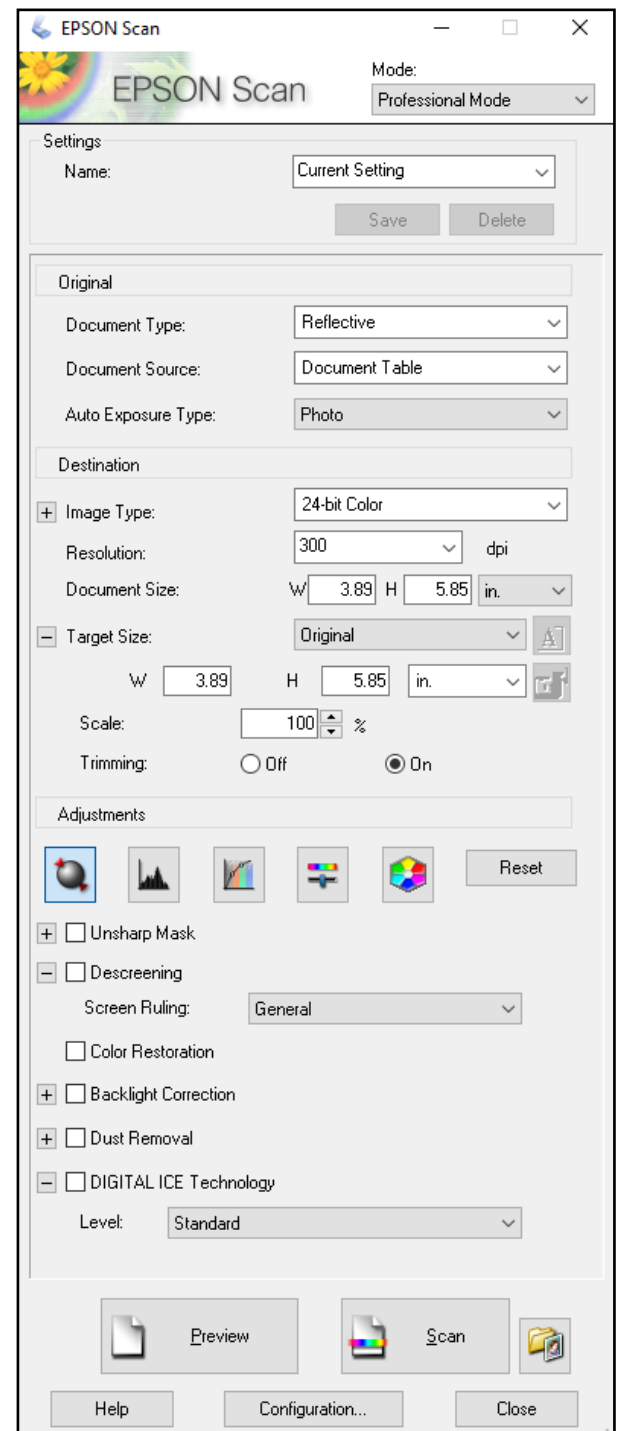 EPSON Scan
EPSON Scan
Mode:
Professional Mode
Settings
Name: Current Setting
Save Delete
Original
Document Type: Reflective
Document Source: Document Table
Auto Exposure Type: Photo
Destination
+ Image Type: 24-bit Color
Resolution: 300 dpi
Document Size: W 3.89 H 5.85 in.
− Target Size: Original
W 3.89 H 5.85 in.
Scale: 100 %
Trimming: Off On
Adjustments
Reset
+ Unsharp Mask
− Descreening
Screen Ruling: General
Color Restoration
+ Backlight Correction
+ Dust Removal
− DIGITAL ICE Technology
Level: Standard
Preview Scan
Help Configuration... Close